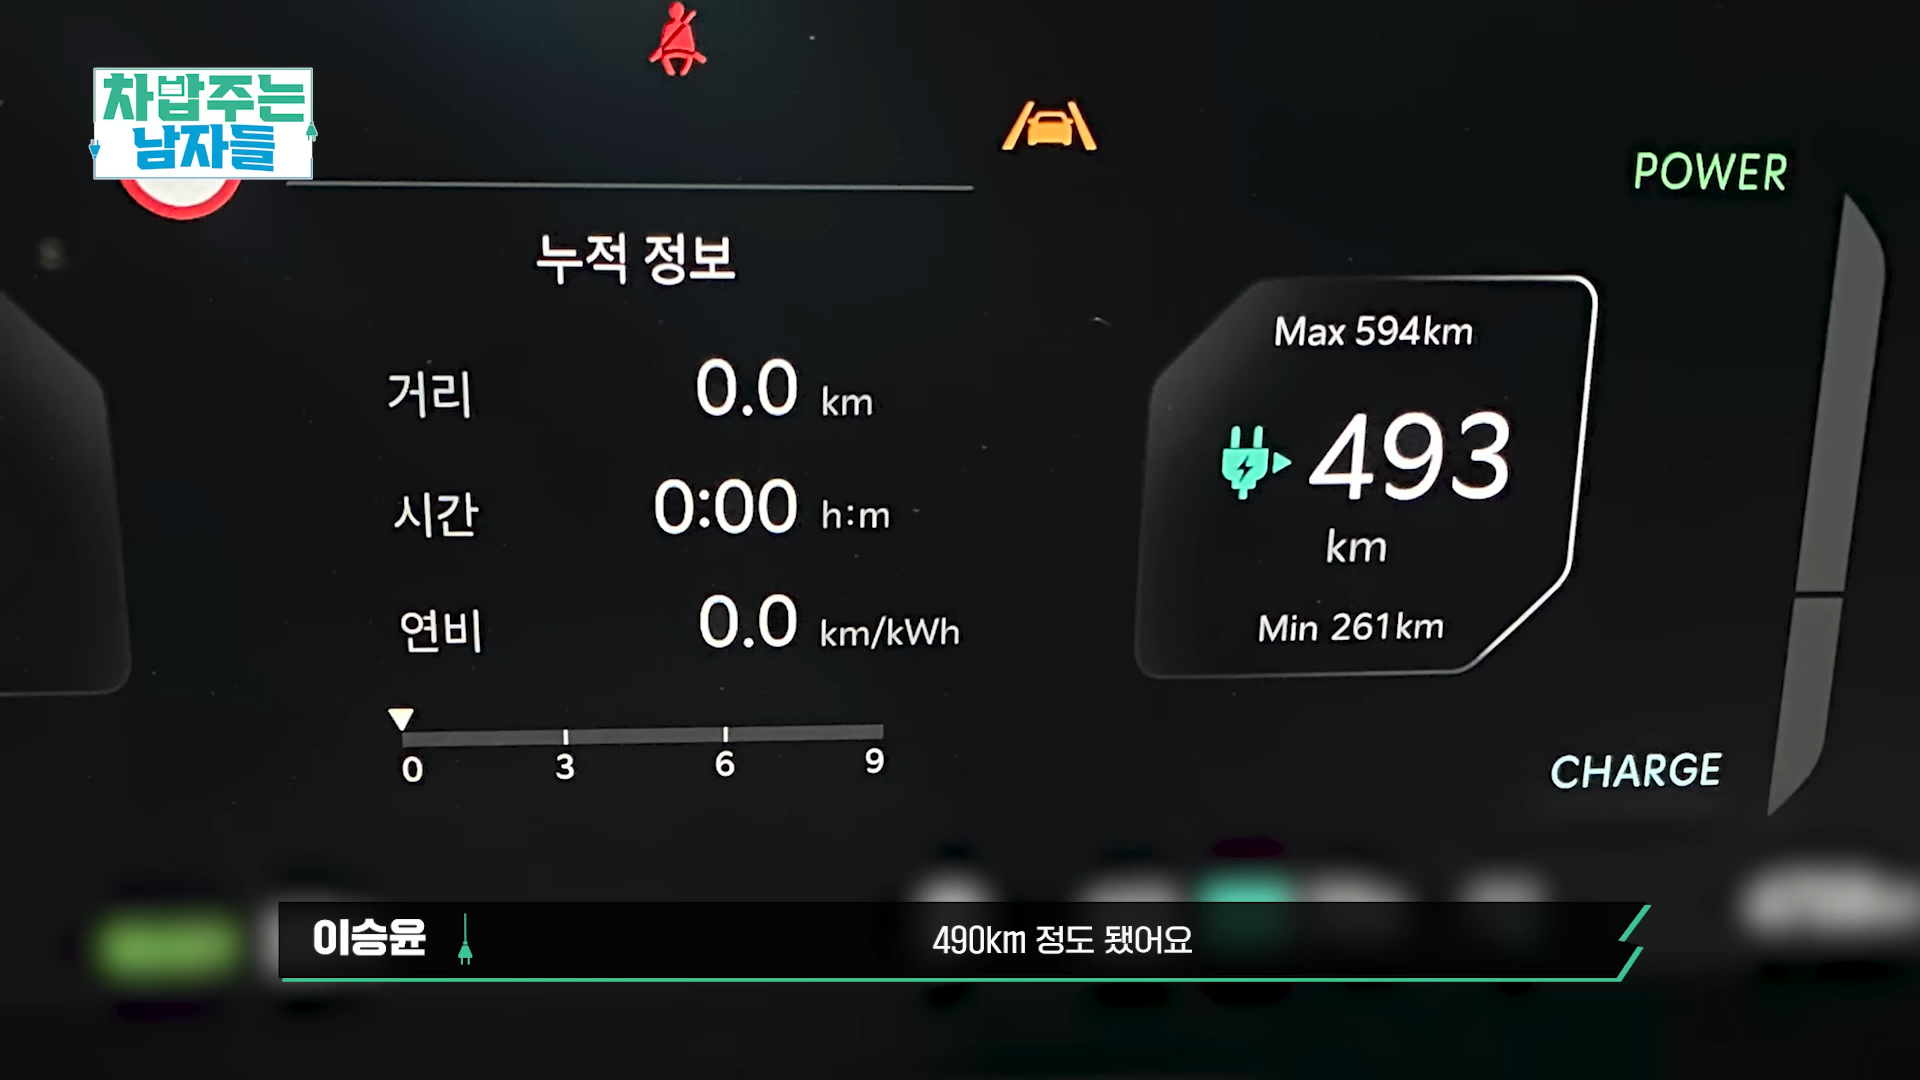 차밥주는
남자들
POWER
누적 정보
거리 0.0 km
시간 0:00 h:m
연비 0.0 km/kWh
0 3 6 9
Max 594km
493
km
Min 261km
CHARGE
이승윤 490km 정도 됐어요